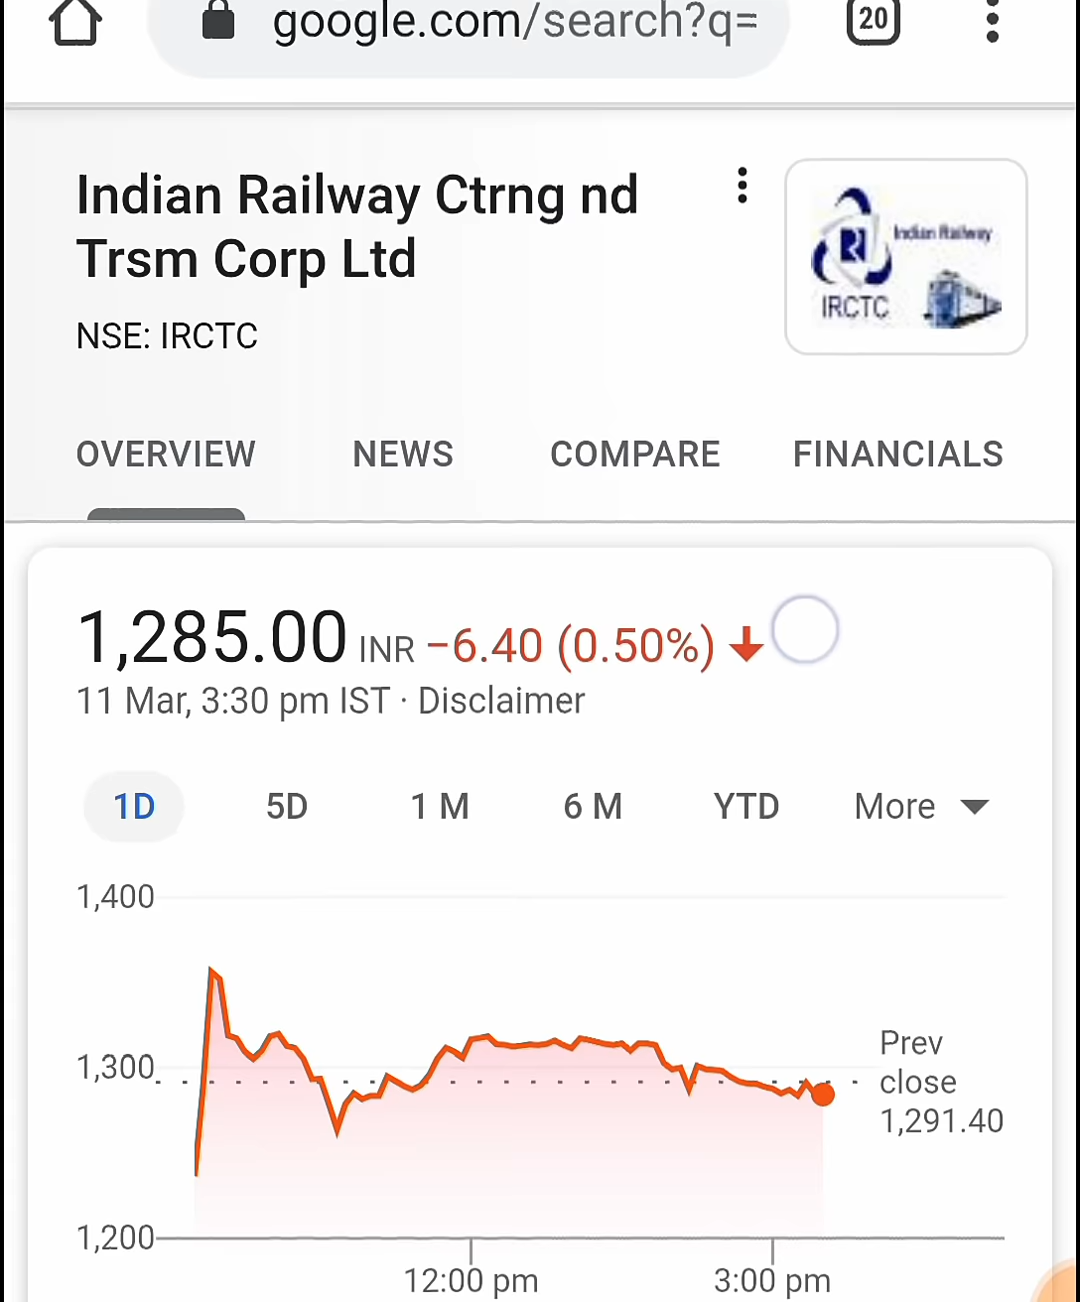 google.com/search?q=
20
Indian Railway Ctrng nd
Trsm Corp Ltd
NSE: IRCTC
Indian Railway
IRCTC
OVERVIEW NEWS COMPARE FINANCIALS
1,285.00 INR −6.40 (0.50%)
11 Mar, 3:30 pm IST · Disclaimer
1D 5D 1 M 6 M YTD More
1,400
1,300
1,200
Prev
close
1,291.40
12:00 pm 3:00 pm